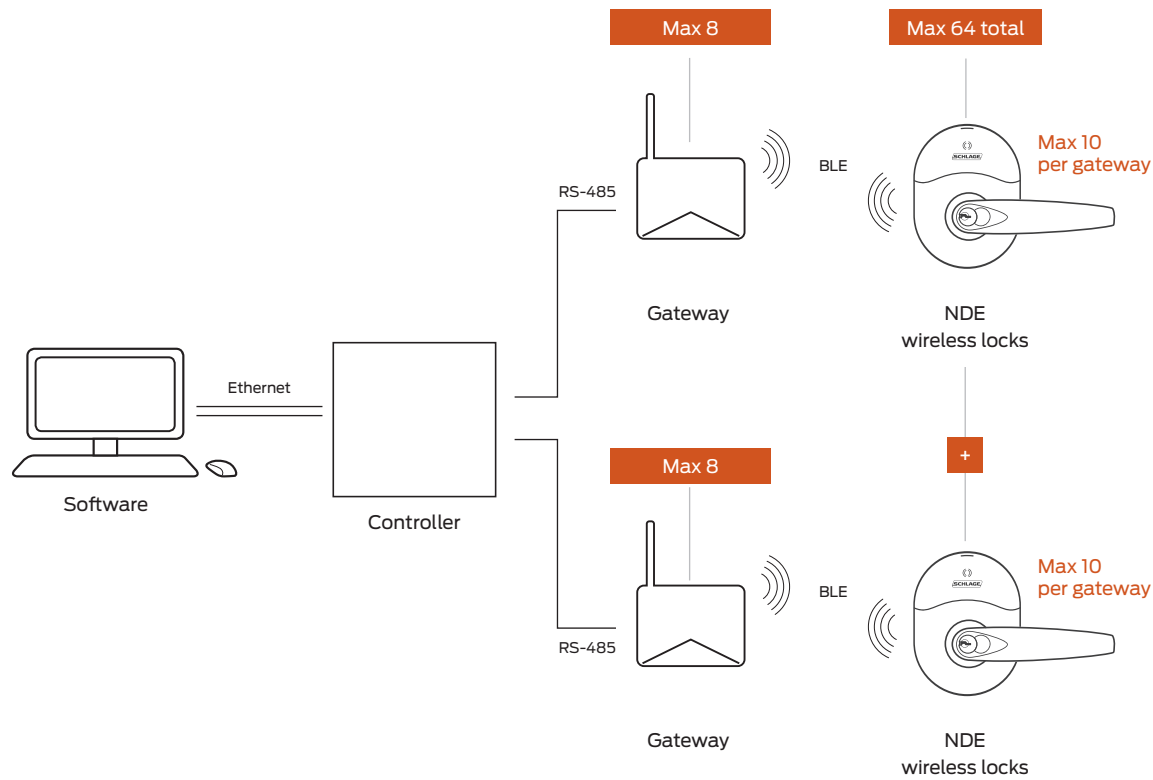 Max 8
Max 64 total
SCHLAGE
Max 10
per gateway
BLE
RS-485
Gateway
NDE
wireless locks
Ethernet
Software
Controller
Max 8
+
SCHLAGE
Max 10
per gateway
BLE
RS-485
Gateway
NDE
wireless locks